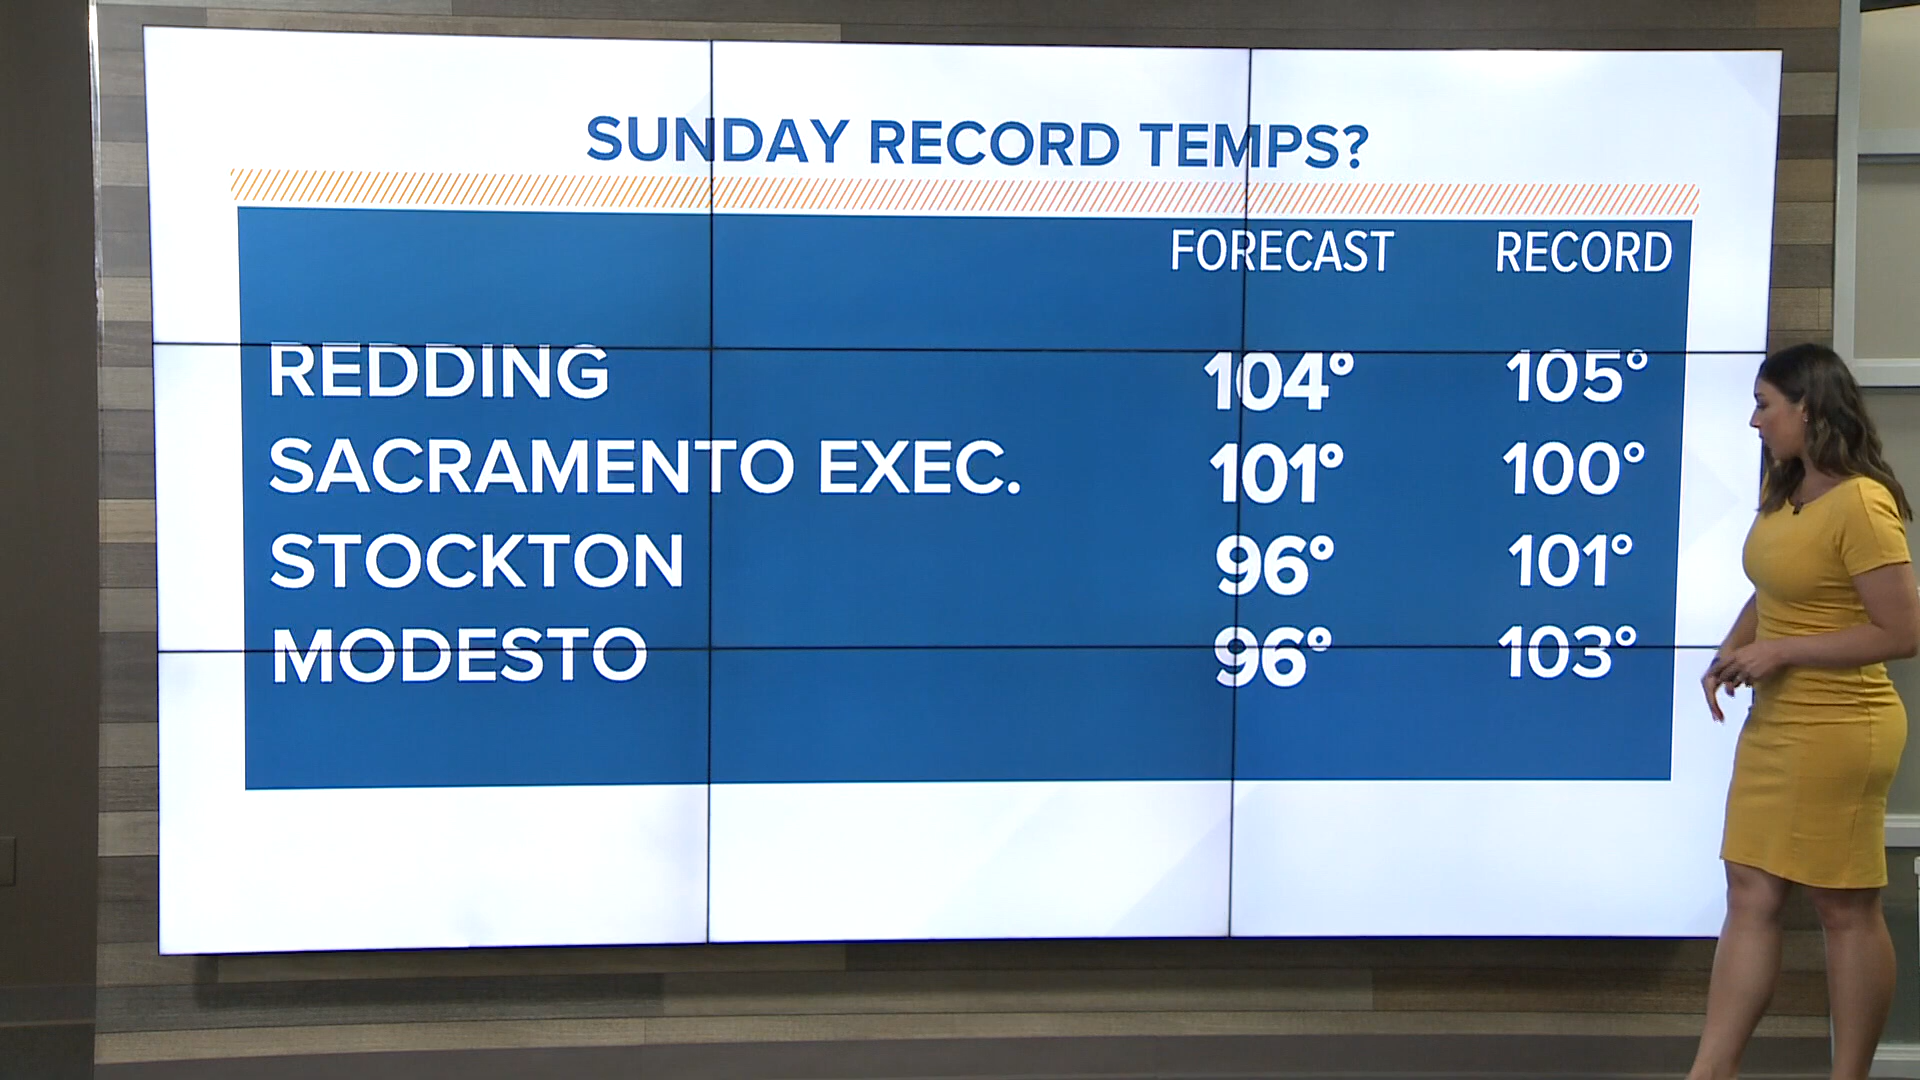 SUNDAY RECORD TEMPS?
FORECAST RECORD
REDDING 104° 105°
SACRAMENTO EXEC. 101° 100°
STOCKTON 96° 101°
MODESTO 96° 103°